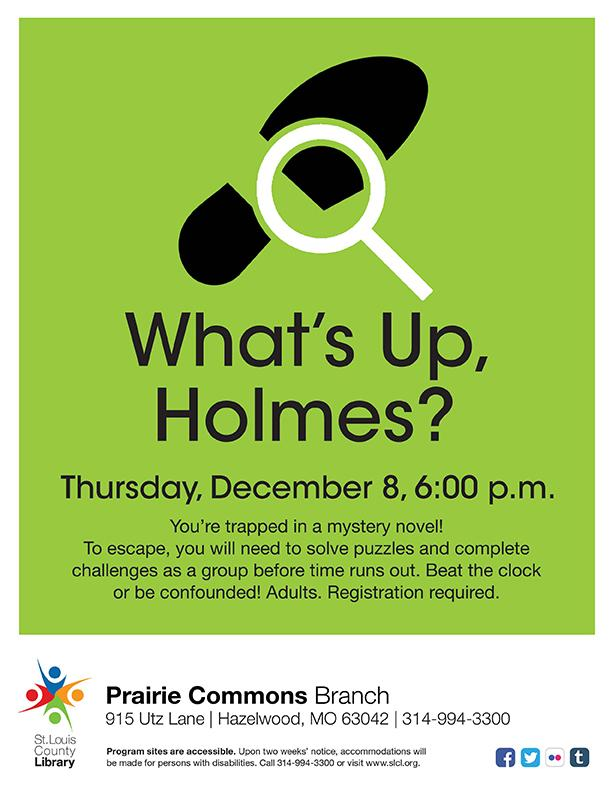 What's Up,
Holmes?
Thursday, December 8, 6:00 p.m.
You're trapped in a mystery novel!
To escape, you will need to solve puzzles and complete
challenges as a group before time runs out. Beat the clock
or be confounded! Adults. Registration required.
St.Louis
County
Library
Prairie Commons Branch
915 Utz Lane | Hazelwood, MO 63042 | 314-994-3300
Program sites are accessible. Upon two weeks' notice, accommodations will
be made for persons with disabilities. Call 314-994-3300 or visit www.slcl.org.